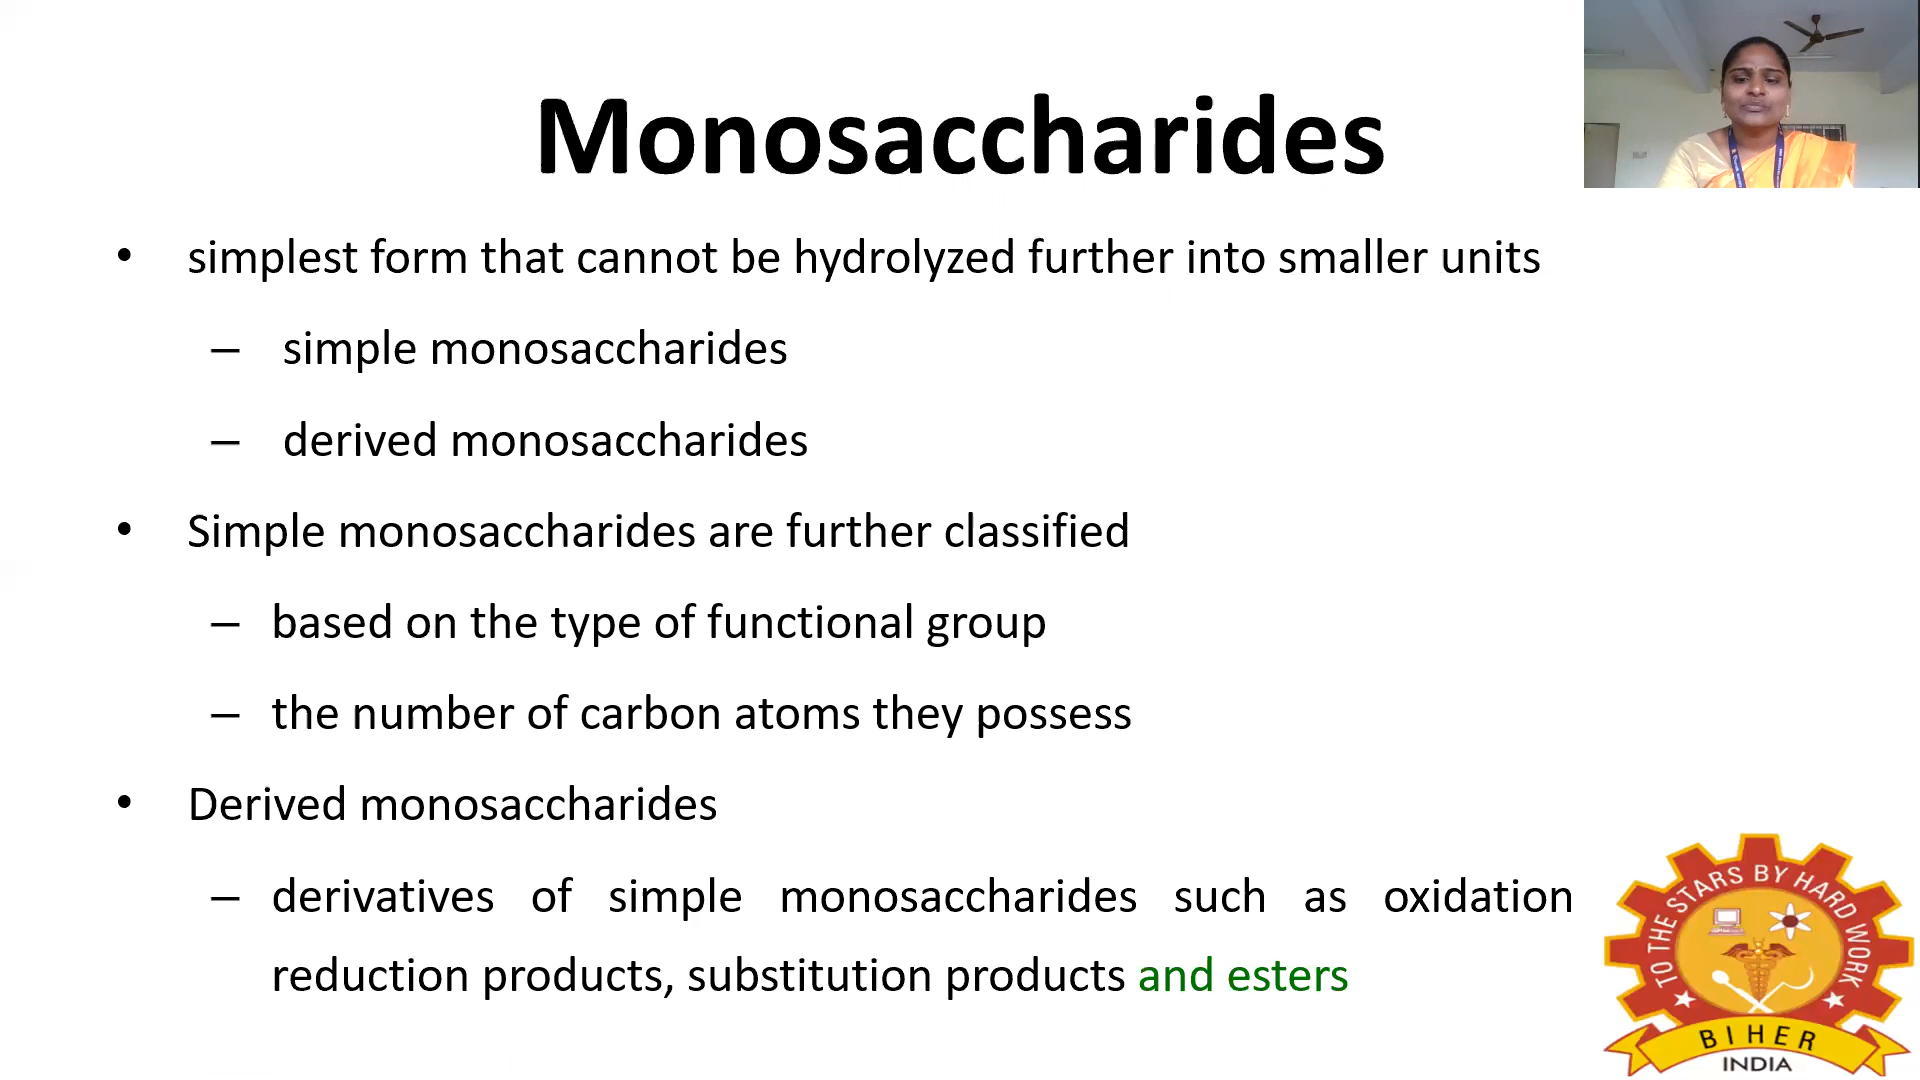 Monosaccharides
• simplest form that cannot be hydrolyzed further into smaller units
– simple monosaccharides
– derived monosaccharides
• Simple monosaccharides are further classified
– based on the type of functional group
– the number of carbon atoms they possess
• Derived monosaccharides
– derivatives of simple monosaccharides such as oxidation
reduction products, substitution products and esters
TO THE STARS BY HARD WORK
BIHER
INDIA